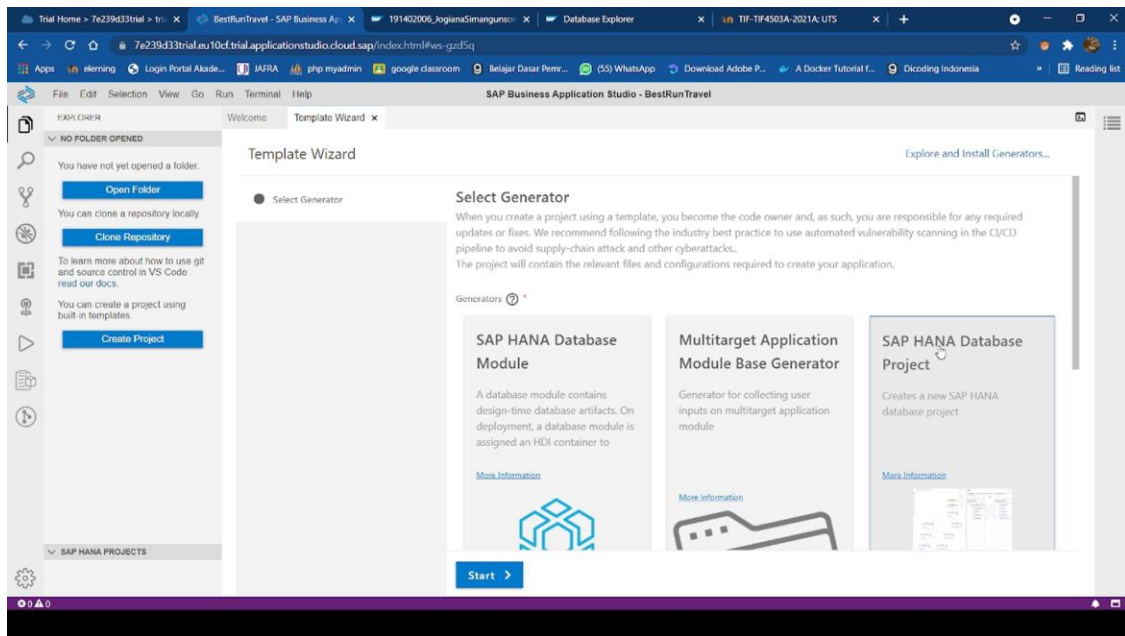 Trial Home > 7e239d33trial > tri
BestRunTravel - SAP Business Ap
191402006_JogianaSimangunso
Database Explorer
TIF-TIF4503A-2021A: UTS
7e239d33trial.eu10cf.trial.applicationstudio.cloud.sap/index.html#ws-gzd5q
Apps
elerning
Login Portal Akade...
JAFRA
php myadmin
google classroom
Belajar Dasar Pemr...
(55) WhatsApp
Download Adobe P...
A Docker Tutorial f...
Dicoding Indonesia
»
Reading list
File Edit Selection View Go Run Terminal Help
SAP Business Application Studio - BestRunTravel
EXPLORER
Welcome
Template Wizard
NO FOLDER OPENED
You have not yet opened a folder.
Open Folder
You can clone a repository locally.
Clone Repository
To learn more about how to use git
and source control in VS Code
read our docs.
You can create a project using
built-in templates
Create Project
SAP HANA PROJECTS
Template Wizard
Explore and Install Generators...
Select Generator
Select Generator
When you create a project using a template, you become the code owner and, as such, you are responsible for any required
updates or fixes. We recommend following the industry best practice to use automated vulnerability scanning in the CI/CD
pipeline to avoid supply-chain attack and other cyberattacks..
The project will contain the relevant files and configurations required to create your application.
Generators ? *
SAP HANA Database
Module
A database module contains
design-time database artifacts. On
deployment, a database module is
assigned an HDI container to
More Information
Multitarget Application
Module Base Generator
Generator for collecting user
inputs on multitarget application
module
More Information
SAP HANA Database
Project
Creates a new SAP HANA
database project
More Information
Start >
0 0